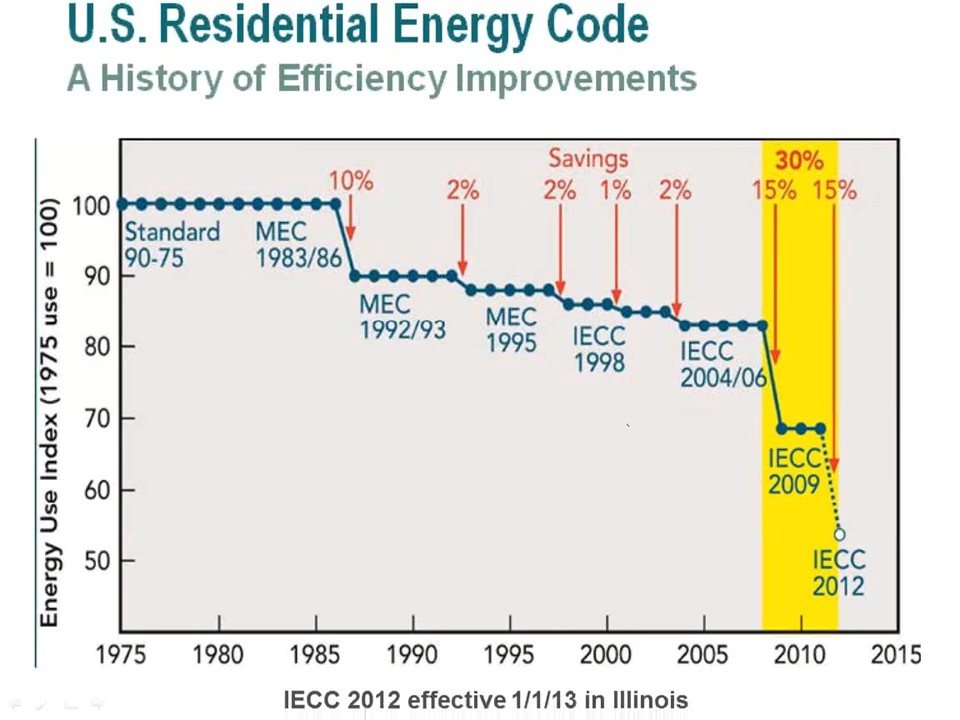 U.S. Residential Energy Code
A History of Efficiency Improvements
Energy Use Index (1975 use = 100)
Savings
30%
10%
2%
2%
1%
2%
15%
15%
100
90
80
70
60
50
Standard
90-75
MEC
1983/86
MEC
1992/93
MEC
1995
IECC
1998
IECC
2004/06
IECC
2009
IECC
2012
1975
1980
1985
1990
1995
2000
2005
2010
2015
IECC 2012 effective 1/1/13 in Illinois